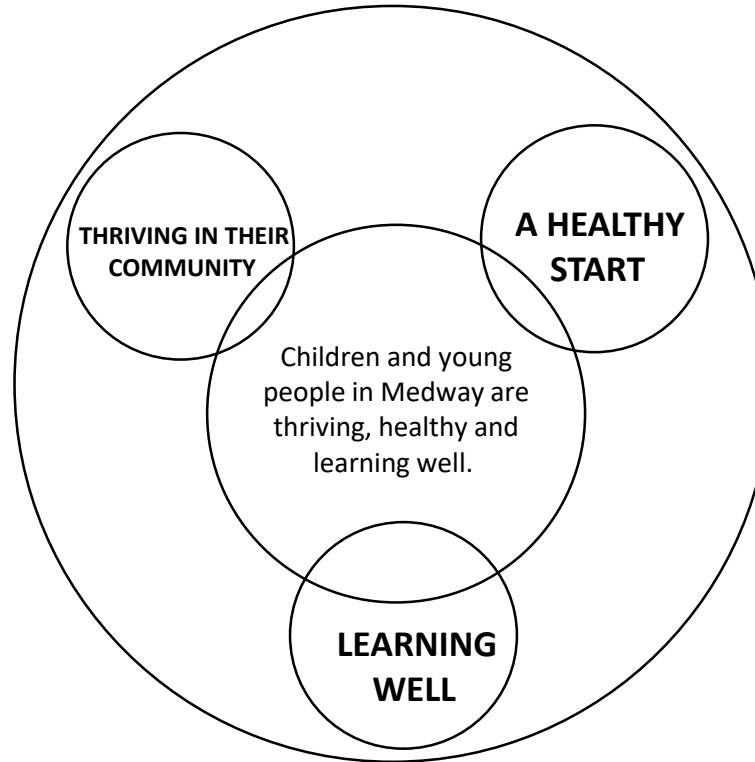 THRIVING IN THEIR
COMMUNITY
A HEALTHY
START
Children and young
people in Medway are
thriving, healthy and
learning well.
LEARNING
WELL